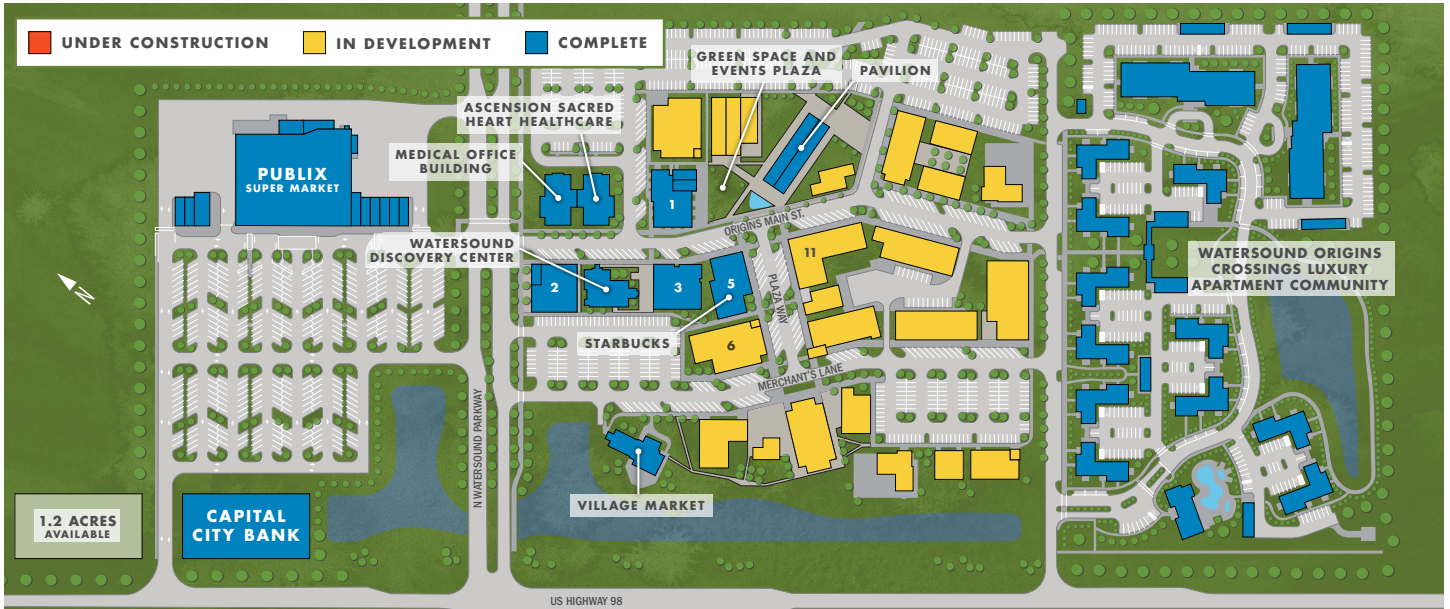 UNDER CONSTRUCTION
IN DEVELOPMENT
COMPLETE
GREEN SPACE AND
EVENTS PLAZA
PAVILION
ASCENSION SACRED
HEART HEALTHCARE
MEDICAL OFFICE
BUILDING
PUBLIX
SUPER MARKET
1
ORIGINS MAIN ST.
WATERSOUND
DISCOVERY CENTER
11
WATERSOUND ORIGINS
CROSSINGS LUXURY
APARTMENT COMMUNITY
N
2
3
5
PLAZA WAY
STARBUCKS
6
MERCHANT'S LANE
N WATERSOUND PARKWAY
VILLAGE MARKET
1.2 ACRES
AVAILABLE
CAPITAL
CITY BANK
US HIGHWAY 98